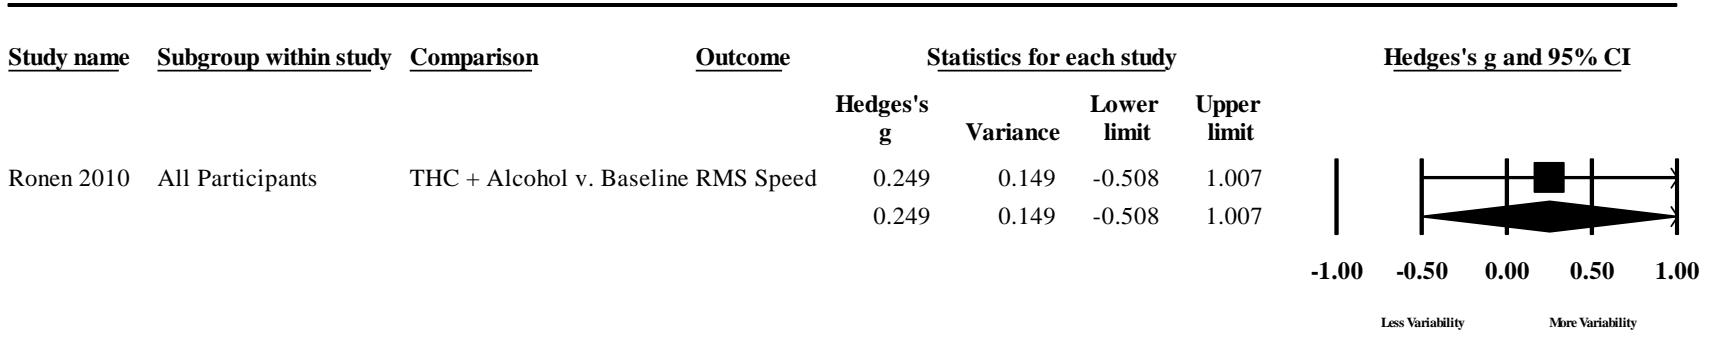 Study name Subgroup within study Comparison Outcome Statistics for each study Hedges's g and 95% CI
Hedges's g Variance Lower limit Upper limit
Ronen 2010 All Participants THC + Alcohol v. Baseline RMS Speed 0.249 0.149 -0.508 1.007
0.249 0.149 -0.508 1.007
-1.00 -0.50 0.00 0.50 1.00
Less Variability More Variability